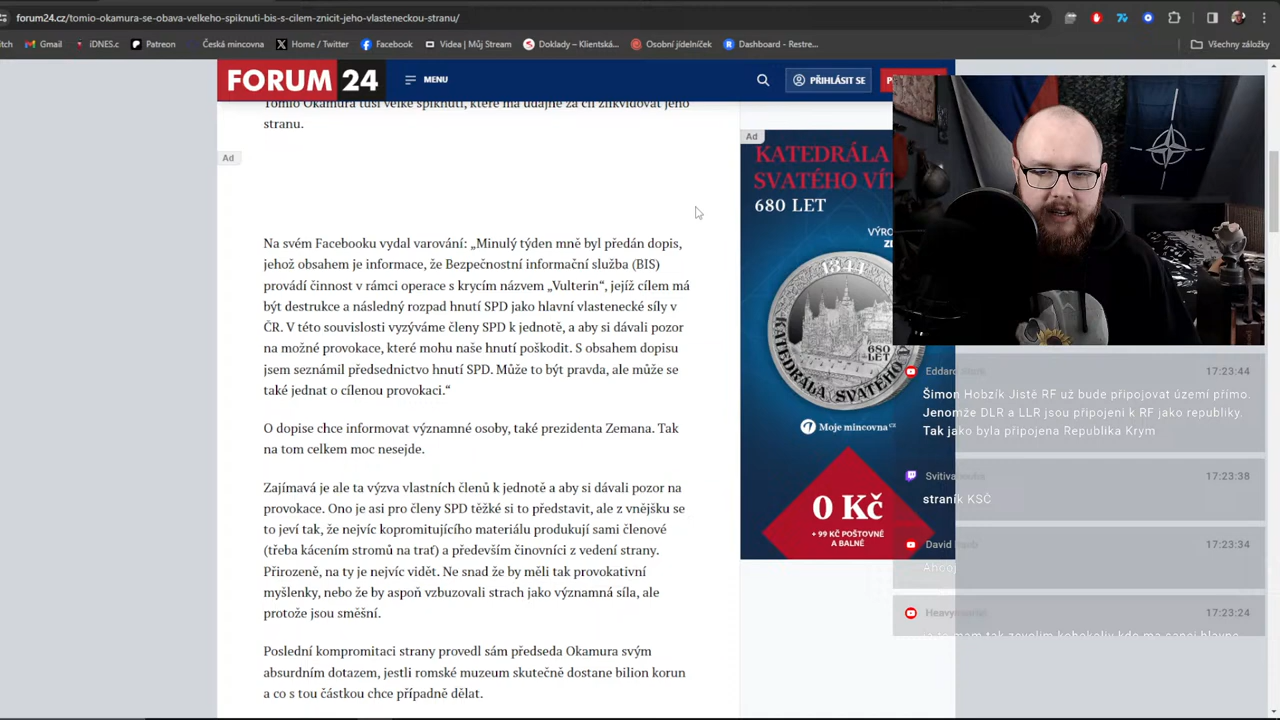 forum24.cz/tomio-okamura-se-obava-velkeho-spiknuti-bis-s-cilem-znicit-jeho-vlasteneckou-stranu/
Gmail
iDNES.c
Patreon
Česká mincovna
Home / Twitter
Facebook
Videa | Můj Stream
Doklady – Klientská...
Osobní jídelníček
Dashboard - Restre...
Všechny záložky
FORUM 24
MENU
PŘIHLÁSIT SE
Tomio Okamura tuší velké spiknutí, které má údajně za cíl zlikvidovat jeho
stranu.
Ad
Na svém Facebooku vydal varování: „Minulý týden mně byl předán dopis,
jehož obsahem je informace, že Bezpečnostní informační služba (BIS)
provádí činnost v rámci operace s krycím názvem „Vulterin“, jejíž cílem má
být destrukce a následný rozpad hnutí SPD jako hlavní vlastenecké síly v
ČR. V této souvislosti vyzýváme členy SPD k jednotě, a aby si dávali pozor
na možné provokace, které mohu naše hnutí poškodit. S obsahem dopisu
jsem seznámil předsednictvo hnutí SPD. Může to být pravda, ale může se
také jednat o cílenou provokaci.“
O dopise chce informovat významné osoby, také prezidenta Zemana. Tak
na tom celkem moc nesejde.
Zajímavá je ale ta výzva vlastních členů k jednotě a aby si dávali pozor na
provokace. Ono je asi pro členy SPD těžké si to představit, ale z vnějšku se
to jeví tak, že nejvíc kopromitujícího materiálu produkují sami členové
(třeba kácením stromů na trať) a především činovníci z vedení strany.
Přirozeně, na ty je nejvíc vidět. Ne snad že by měli tak provokativní
myšlenky, nebo že by aspoň vzbuzovali strach jako významná síla, ale
protože jsou směšní.
Poslední kompromitaci strany provedl sám předseda Okamura svým
absurdním dotazem, jestli romské muzeum skutečně dostane bilion korun
a co s tou částkou chce případně dělat.
Ad
KATEDRÁLA
SVATÉHO VÍT
680 LET
1344
680
LET
KATEDRÁLA SVATÉHO
Moje mincovna cz
0 Kč
+ 99 KČ POŠTOVNÉ
A BALNÉ
Eddard
17:23:44
Šimon Hobzík Jistě RF už bude připojovat území přímo.
Jenomže DLR a LLR jsou připojeni k RF jako republiky.
Tak jako byla připojena Republika Krym
17:23:38
straník KSČ
David
17:23:34
Ahcoj
17:23:24